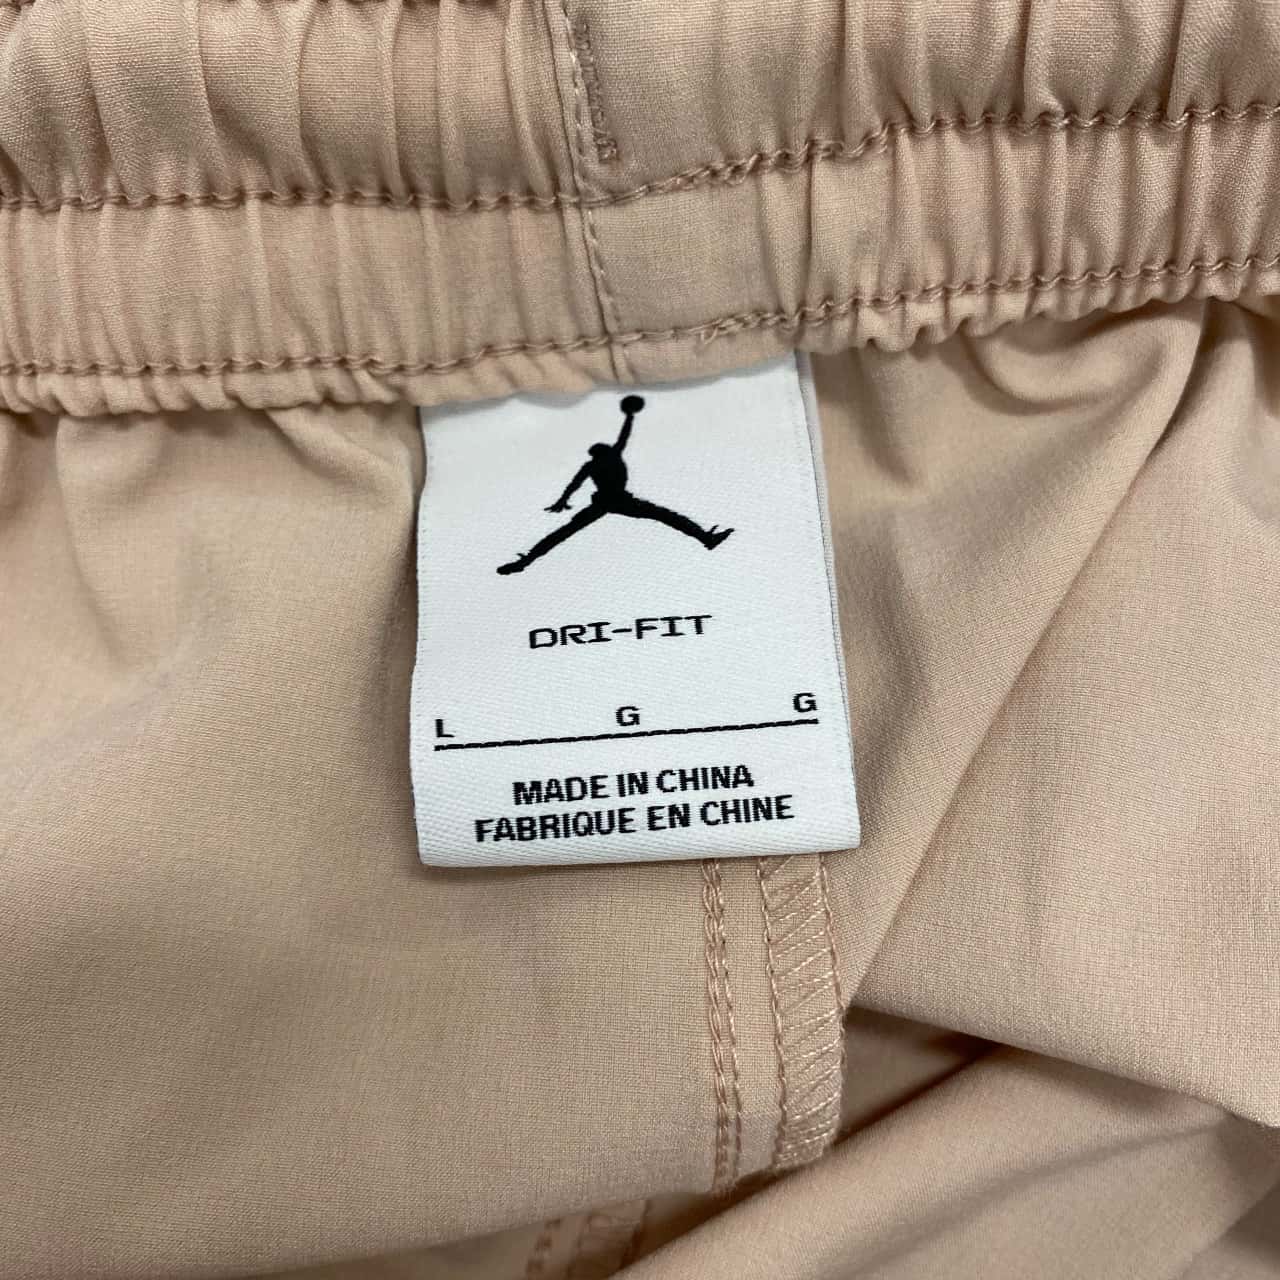 DRI-FIT
L G G
MADE IN CHINA
FABRIQUE EN CHINE